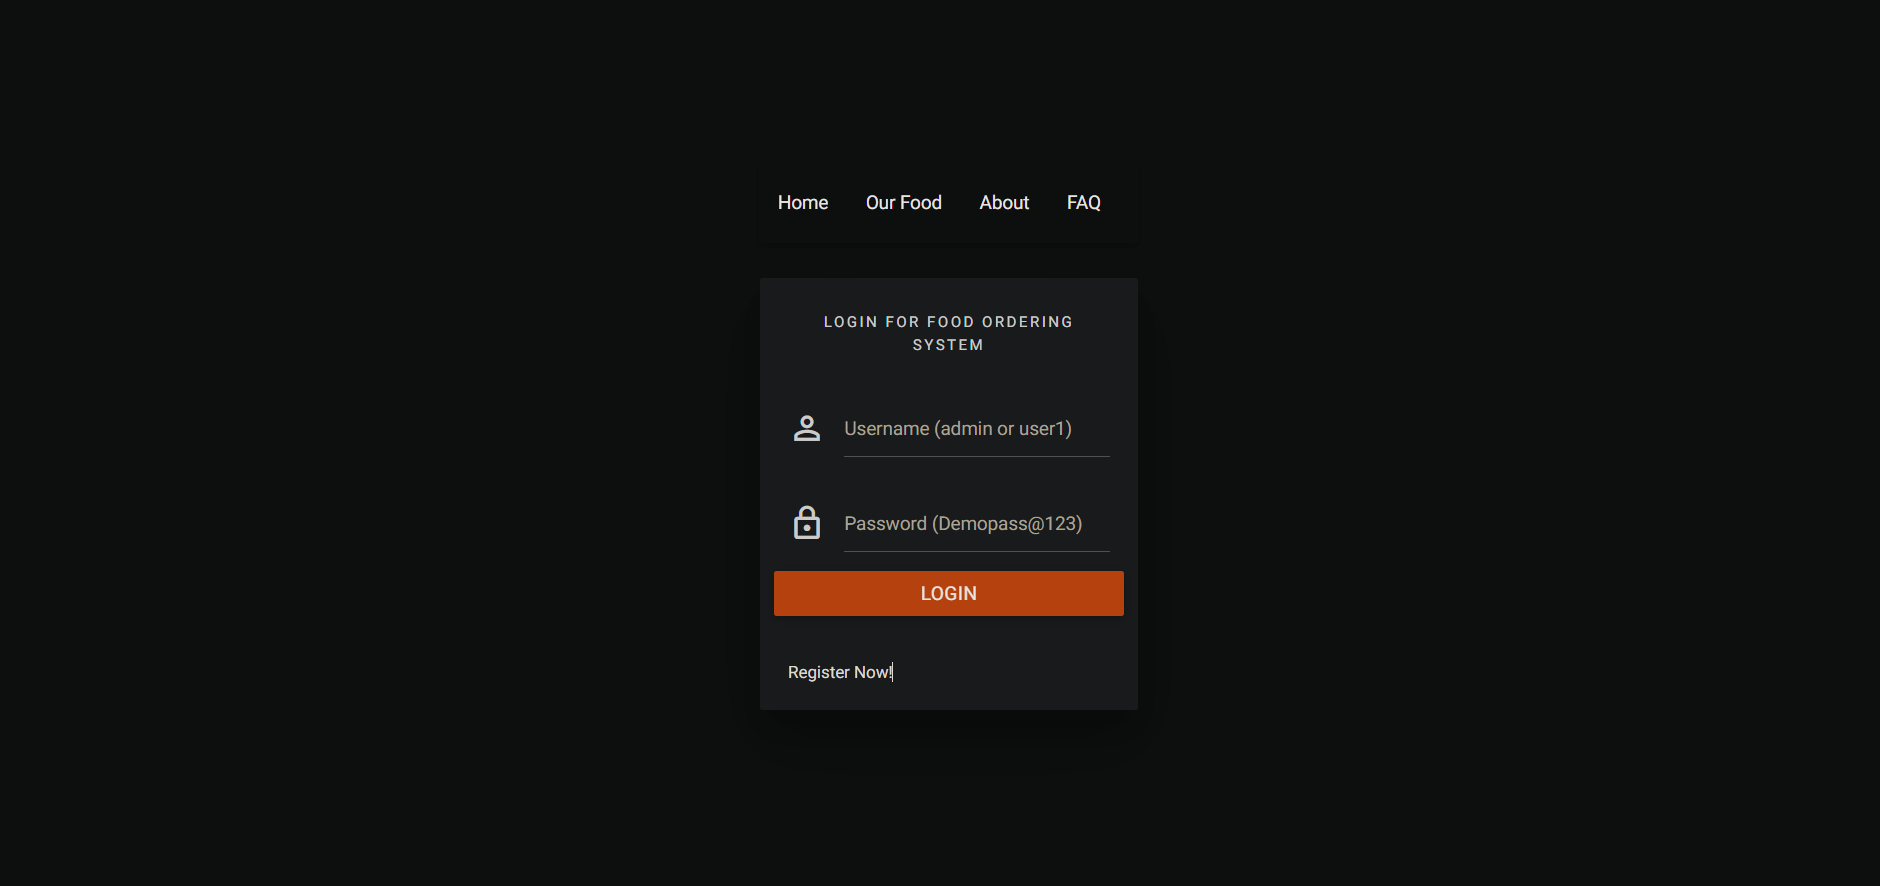 Home Our Food About FAQ
LOGIN FOR FOOD ORDERING
SYSTEM
Username (admin or user1)
Password (Demopass@123)
LOGIN
Register Now!